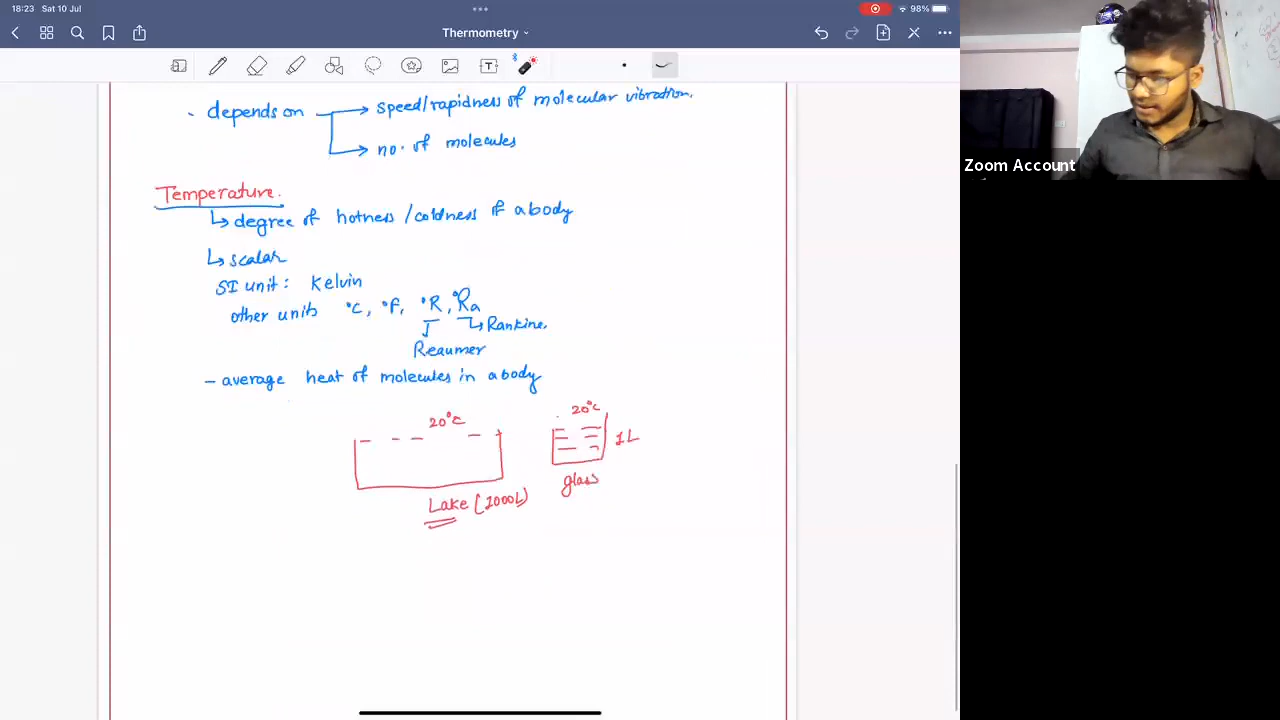 18:23 Sat 10 Jul
98%
Thermometry
T
· depends on → speed/rapidness of molecular vibration.
→ no. of molecules
Temperature.
↳ degree of hotness /coldness of a body
↳ scalar
SI unit : Kelvin
other units °C, °F, °R, °Ra
↳ Rankine.
Reaumer
- average heat of molecules in a body
20°C
20°C
1L
glass
Lake (1000L)
Zoom Account